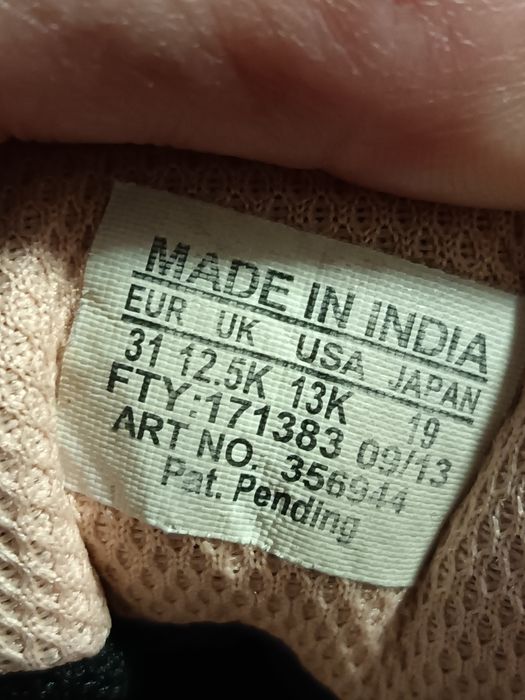 MADE IN INDIA
EUR UK USA JAPAN
31 12.5K 13K 19
FTY:171383 09/13
ART NO. 356944
Pat. Pending